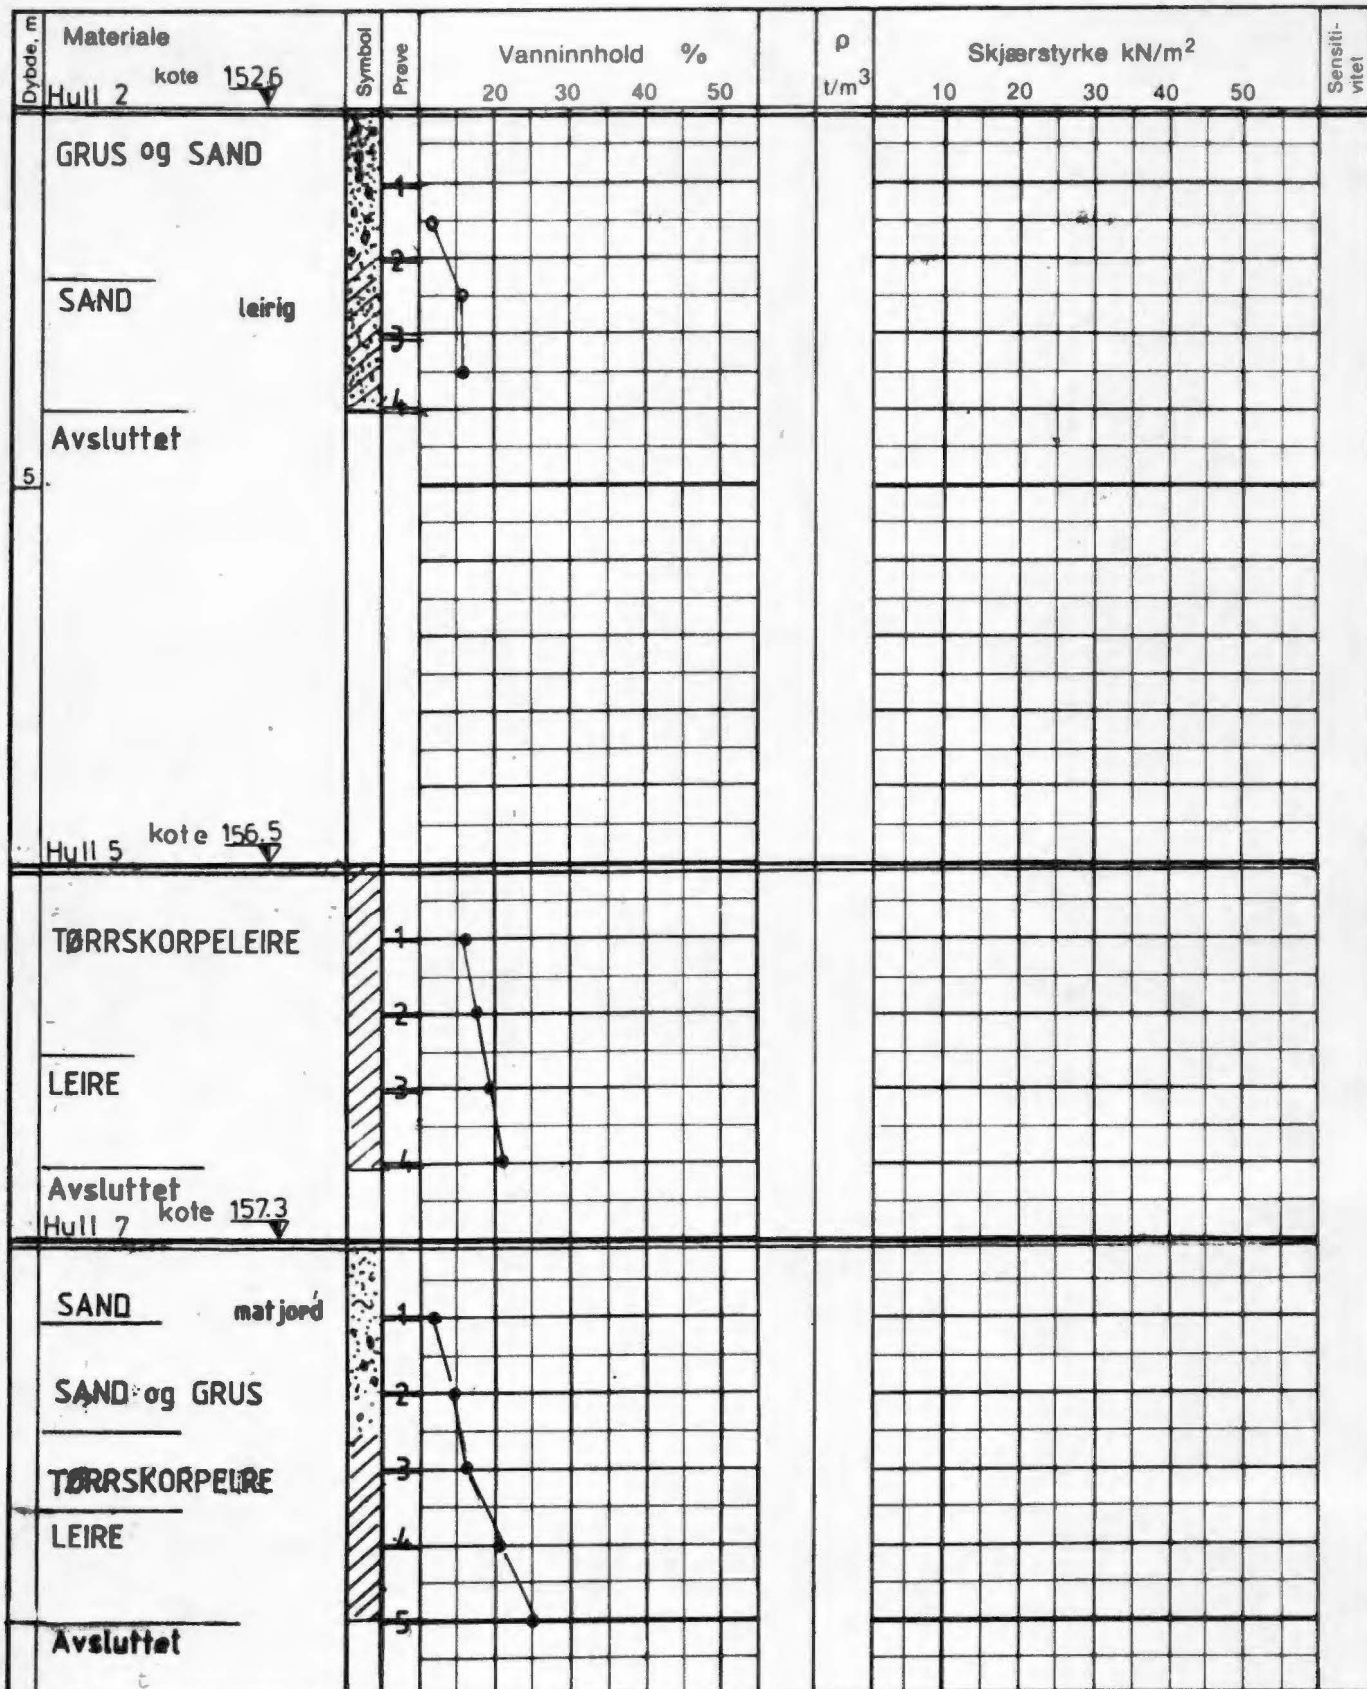 Dybde, m
Materiale
kote 152.6
Hull 2
Symbol
Prøve
Vanninnhold %
20 30 40 50
ρ
t/m³
Skjærstyrke kN/m²
10 20 30 40 50
Sensiti-
vitet
GRUS og SAND
1
2
SAND leirig
3
4
Avsluttet
5
kote 156.5
Hull 5
TØRRSKORPELEIRE
1
2
LEIRE
3
4
Avsluttet
kote 157.3
Hull 7
SAND matjord
1
SAND og GRUS
2
TØRRSKORPELRE
3
LEIRE
4
5
Avsluttet